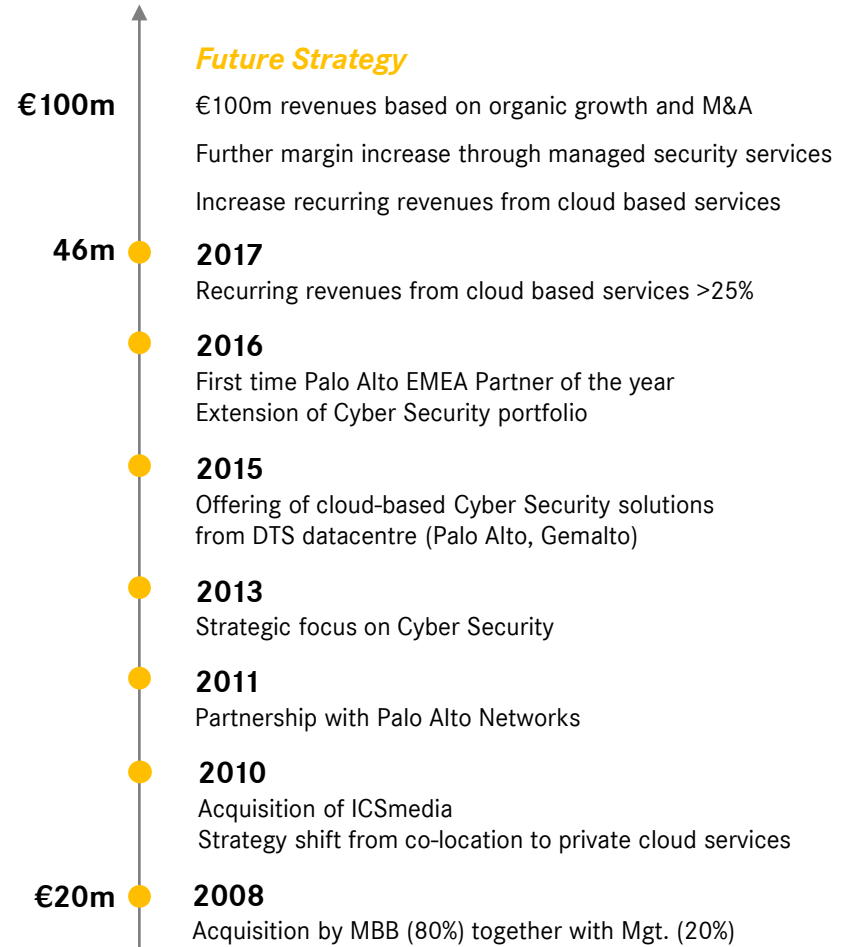 Future Strategy
€100m
€100m revenues based on organic growth and M&A
Further margin increase through managed security services
Increase recurring revenues from cloud based services
46m
2017
Recurring revenues from cloud based services >25%
2016
First time Palo Alto EMEA Partner of the year
Extension of Cyber Security portfolio
2015
Offering of cloud-based Cyber Security solutions
from DTS datacentre (Palo Alto, Gemalto)
2013
Strategic focus on Cyber Security
2011
Partnership with Palo Alto Networks
2010
Acquisition of ICSmedia
Strategy shift from co-location to private cloud services
€20m
2008
Acquisition by MBB (80%) together with Mgt. (20%)